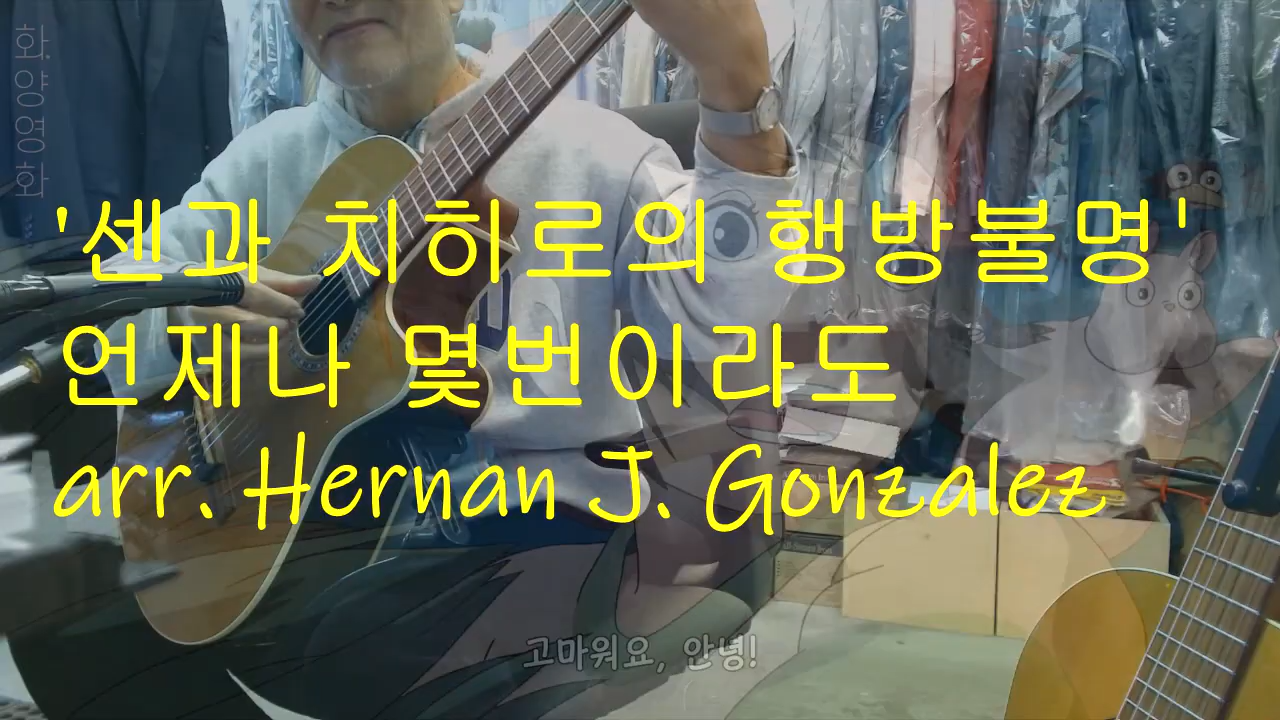 화양영화
'센과 치히로의 행방불명'
언제나 몇번이라도
arr. Hernan J. Gonzalez
고마워요, 안녕!